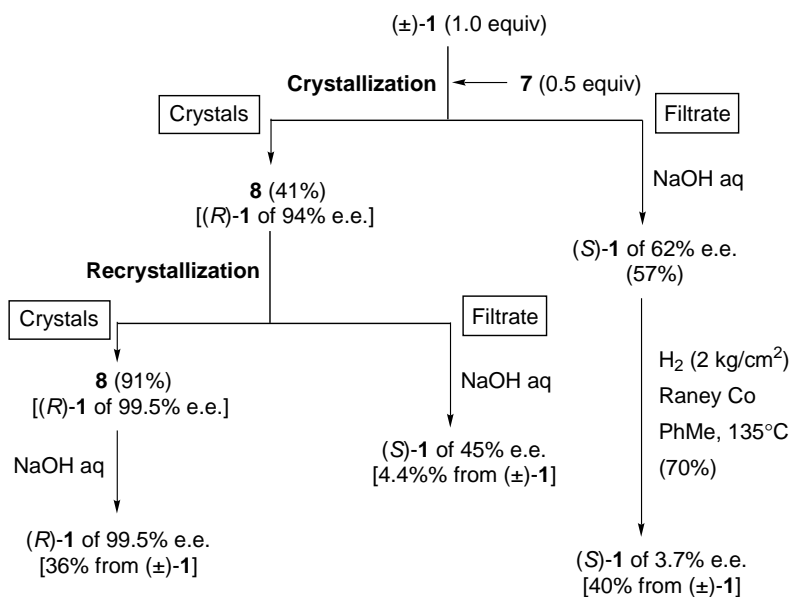 (±)-1 (1.0 equiv)
Crystallization
7 (0.5 equiv)
Crystals
Filtrate
8 (41%)
[(R)-1 of 94% e.e.]
NaOH aq
(S)-1 of 62% e.e.
(57%)
Recrystallization
Crystals
Filtrate
8 (91%)
[(R)-1 of 99.5% e.e.]
NaOH aq
(S)-1 of 45% e.e.
[4.4%% from (±)-1]
H₂ (2 kg/cm²)
Raney Co
PhMe, 135°C
(70%)
NaOH aq
(R)-1 of 99.5% e.e.
[36% from (±)-1]
(S)-1 of 3.7% e.e.
[40% from (±)-1]